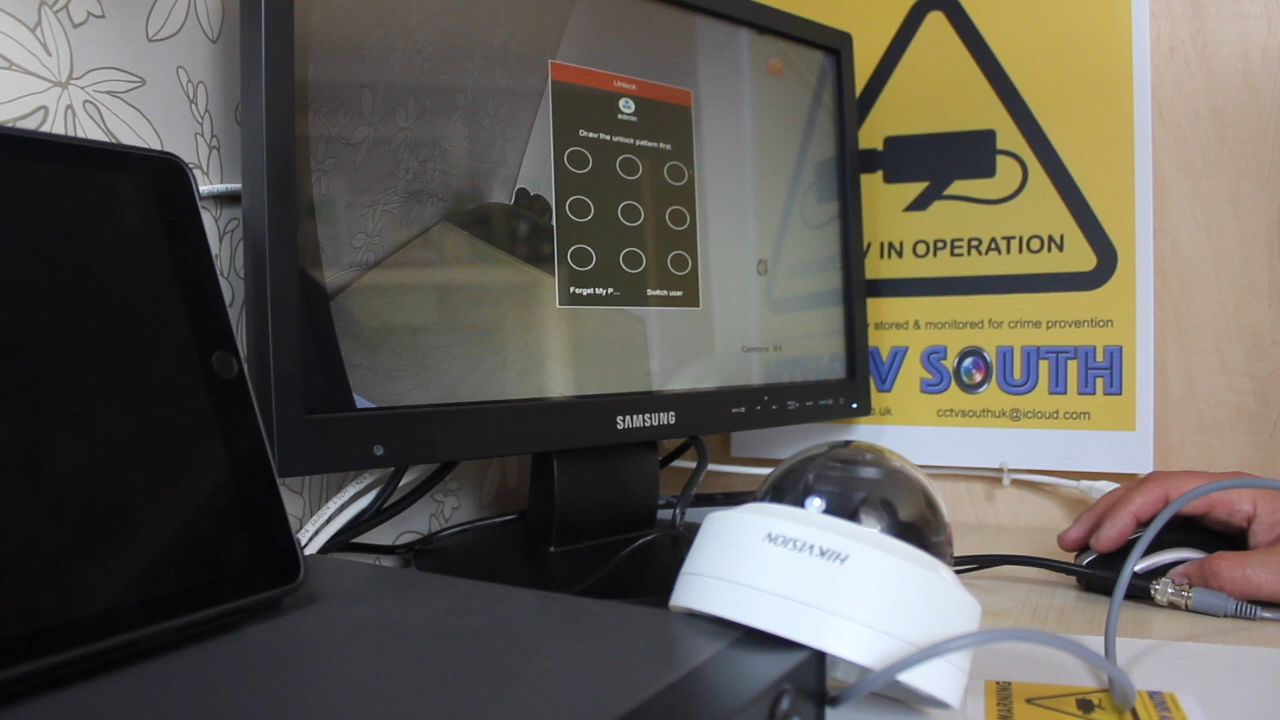 Unlock
admin
Draw the unlock pattern first.
Forget My P...
Switch user
Camera 01
SAMSUNG
IN OPERATION
stored & monitored for crime prevention
V SOUTH
o.uk
cctvsouthuk@icloud.com
HIKVISION
WARNING